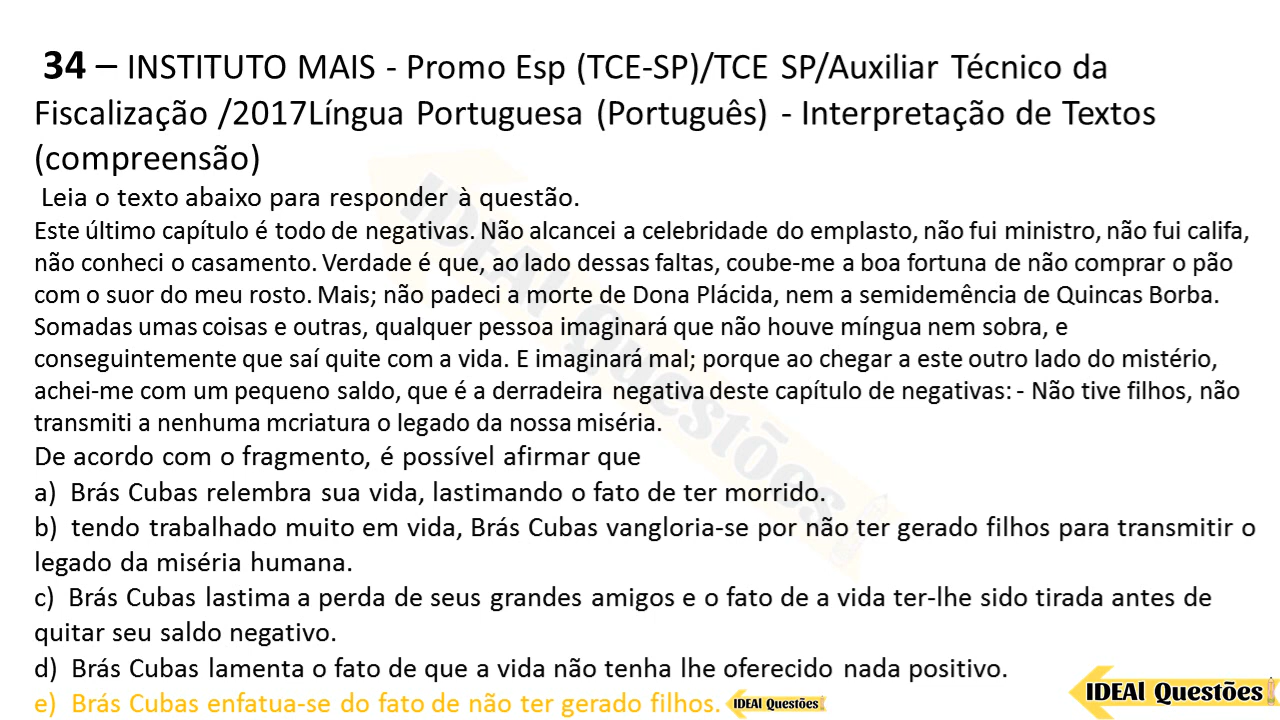 34 – INSTITUTO MAIS - Promo Esp (TCE-SP)/TCE SP/Auxiliar Técnico da
Fiscalização /2017Língua Portuguesa (Português) - Interpretação de Textos
(compreensão)
Leia o texto abaixo para responder à questão.
Este último capítulo é todo de negativas. Não alcancei a celebridade do emplasto, não fui ministro, não fui califa,
não conheci o casamento. Verdade é que, ao lado dessas faltas, coube-me a boa fortuna de não comprar o pão
com o suor do meu rosto. Mais; não padeci a morte de Dona Plácida, nem a semidemência de Quincas Borba.
Somadas umas coisas e outras, qualquer pessoa imaginará que não houve míngua nem sobra, e
conseguintemente que saí quite com a vida. E imaginará mal; porque ao chegar a este outro lado do mistério,
achei-me com um pequeno saldo, que é a derradeira negativa deste capítulo de negativas: - Não tive filhos, não
transmiti a nenhuma mcriatura o legado da nossa miséria.
De acordo com o fragmento, é possível afirmar que
a) Brás Cubas relembra sua vida, lastimando o fato de ter morrido.
b) tendo trabalhado muito em vida, Brás Cubas vangloria-se por não ter gerado filhos para transmitir o
legado da miséria humana.
c) Brás Cubas lastima a perda de seus grandes amigos e o fato de a vida ter-lhe sido tirada antes de
quitar seu saldo negativo.
d) Brás Cubas lamenta o fato de que a vida não tenha lhe oferecido nada positivo.
e) Brás Cubas enfatua-se do fato de não ter gerado filhos.
IDEAl Questões
IDEAl Questões
IDEAl Questões